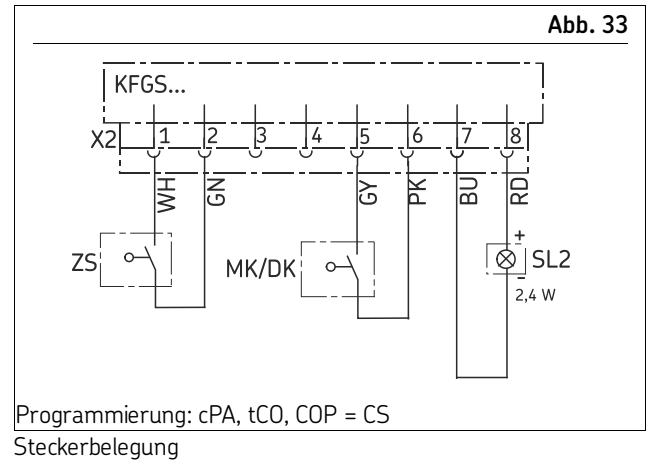 Abb. 33
KFGS...
X2 1 2 3 4 5 6 7 8
WH GN GY PK BU RD
ZS MK/DK + SL2
-
2,4 W
Programmierung: cPA, tCO, COP = CS
Steckerbelegung